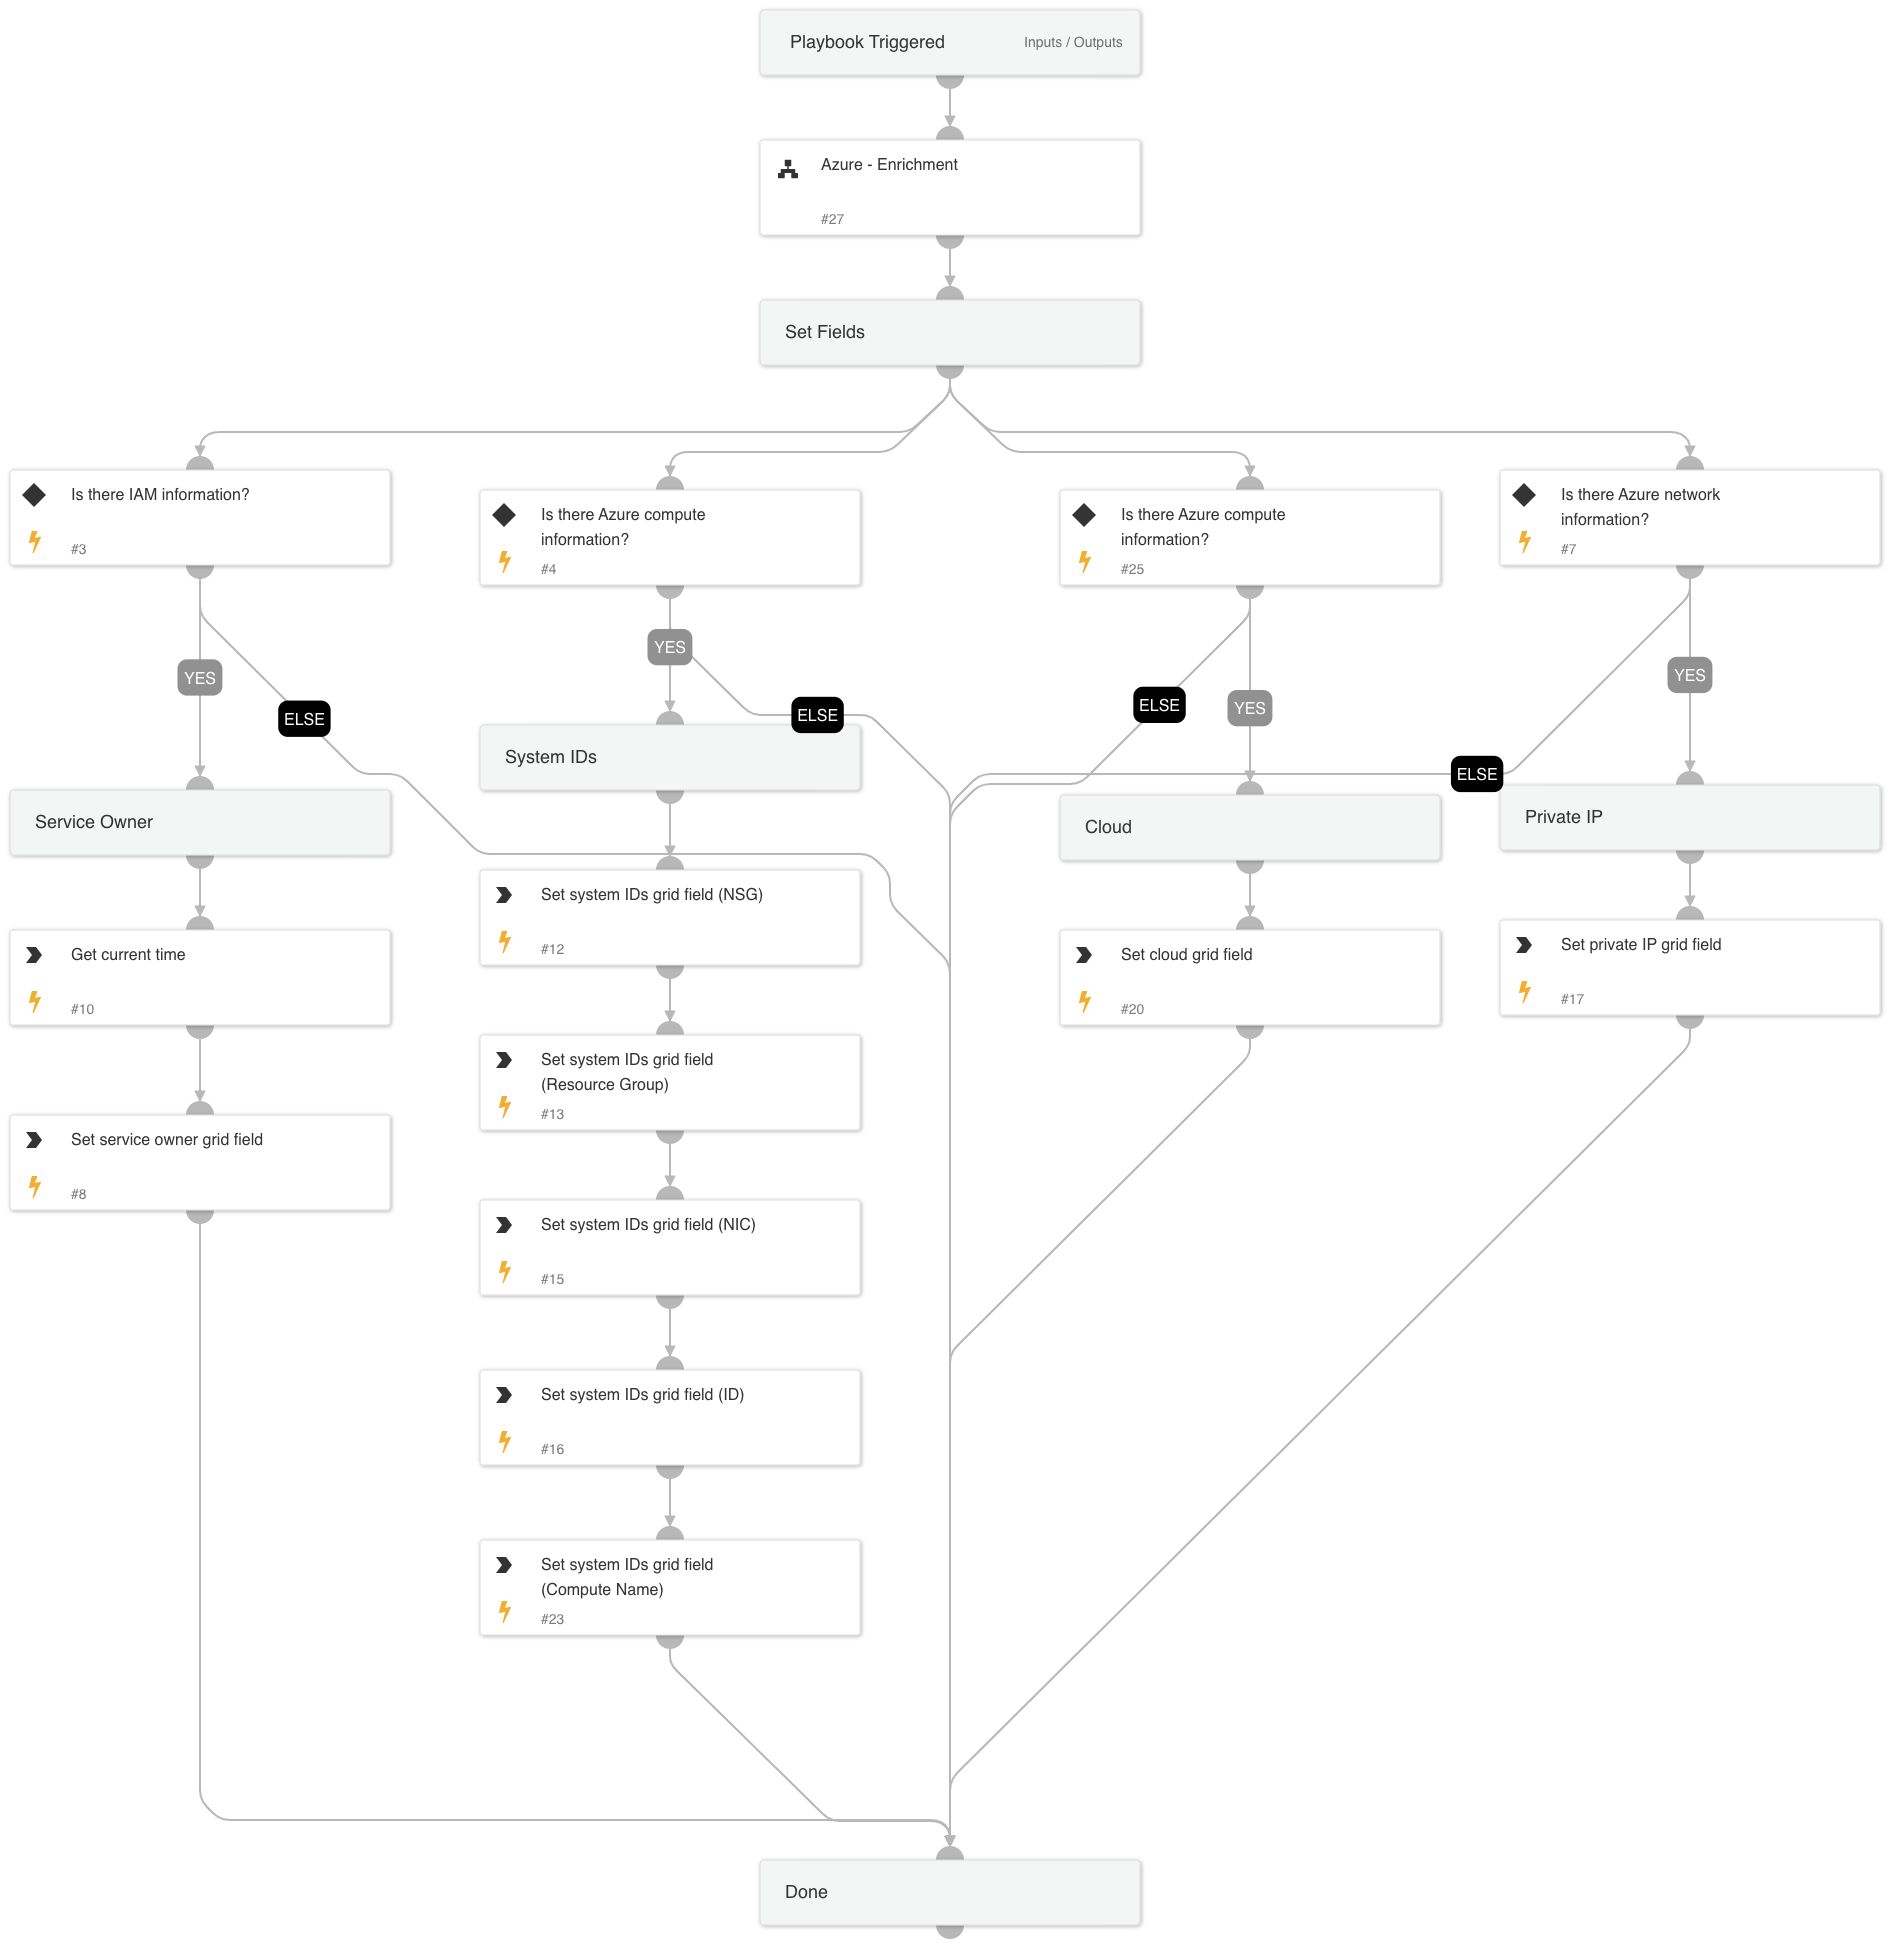 Playbook Triggered
Inputs / Outputs
Azure - Enrichment
#27
Set Fields
Is there IAM information?
#3
Is there Azure compute
information?
#4
Is there Azure compute
information?
#25
Is there Azure network
information?
#7
YES
ELSE
YES
ELSE
ELSE
YES
YES
ELSE
Service Owner
System IDs
Cloud
Private IP
Get current time
#10
Set service owner grid field
#8
Set system IDs grid field (NSG)
#12
Set system IDs grid field
(Resource Group)
#13
Set system IDs grid field (NIC)
#15
Set system IDs grid field (ID)
#16
Set system IDs grid field
(Compute Name)
#23
Set cloud grid field
#20
Set private IP grid field
#17
Done